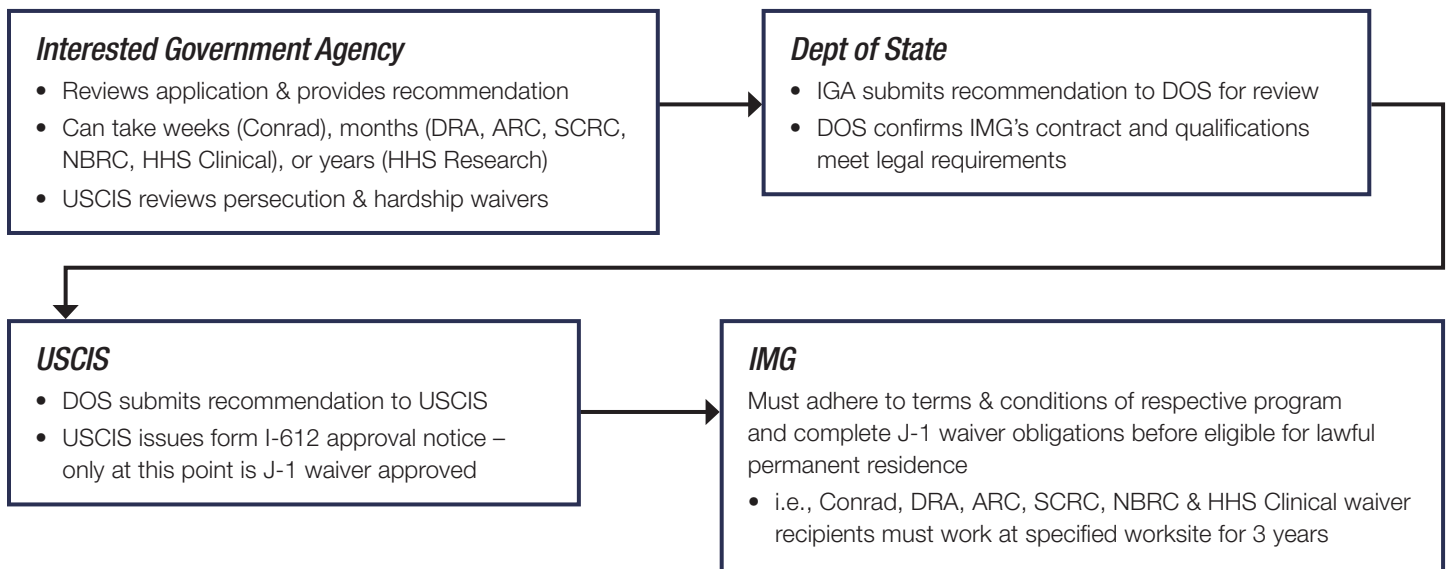 Interested Government Agency
• Reviews application & provides recommendation
• Can take weeks (Conrad), months (DRA, ARC, SCRC,
NBRC, HHS Clinical), or years (HHS Research)
• USCIS reviews persecution & hardship waivers
Dept of State
• IGA submits recommendation to DOS for review
• DOS confirms IMG's contract and qualifications
meet legal requirements
USCIS
• DOS submits recommendation to USCIS
• USCIS issues form I-612 approval notice –
only at this point is J-1 waiver approved
IMG
Must adhere to terms & conditions of respective program
and complete J-1 waiver obligations before eligible for lawful
permanent residence
• i.e., Conrad, DRA, ARC, SCRC, NBRC & HHS Clinical waiver
recipients must work at specified worksite for 3 years